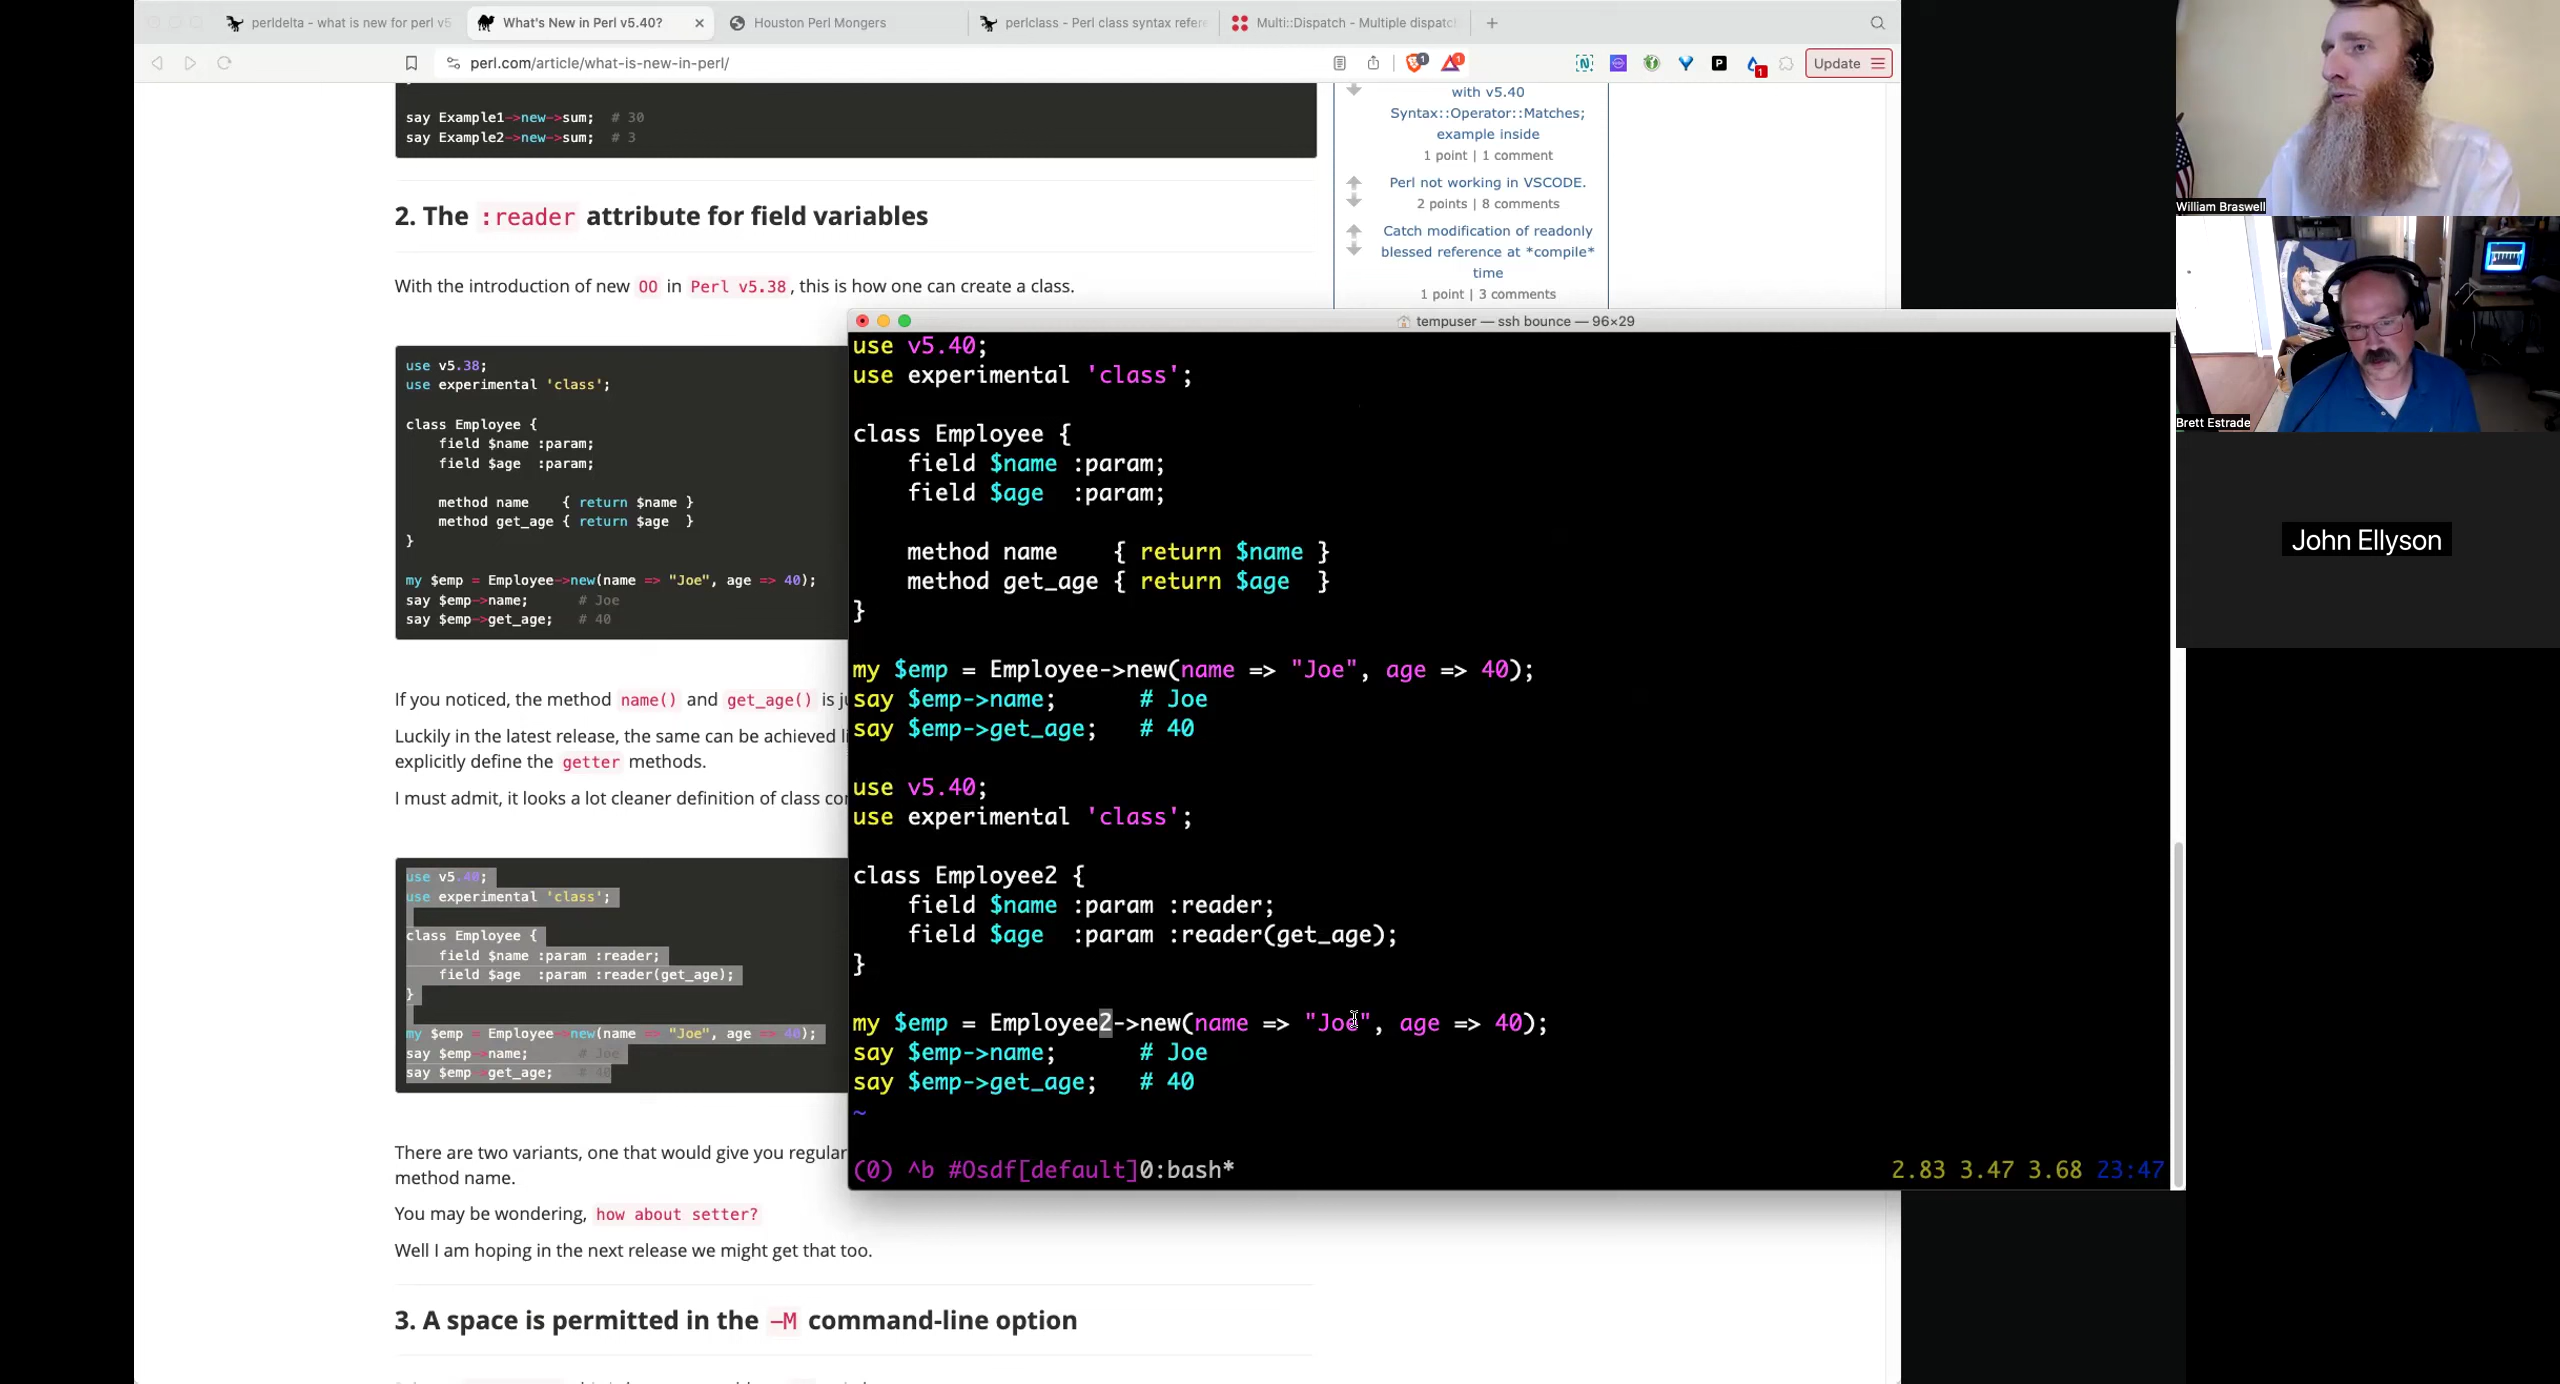 perldelta - what is new for perl v5
What's New in Perl v5.40?
Houston Perl Mongers
perlclass - Perl class syntax refere
Multi::Dispatch - Multiple dispatc
perl.com/article/what-is-new-in-perl/
1
1
1
Update
say Example1->new->sum;  # 30
say Example2->new->sum;  # 3
with v5.40
Syntax::Operator::Matches;
example inside
1 point | 1 comment
Perl not working in VSCODE.
2 points | 8 comments
Catch modification of readonly
blessed reference at *compile*
time
1 point | 3 comments
2. The :reader attribute for field variables
With the introduction of new OO in Perl v5.38, this is how one can create a class.
use v5.38;
use experimental 'class';
class Employee {
    field $name :param;
    field $age  :param;
    method name    { return $name }
    method get_age { return $age  }
}
my $emp = Employee->new(name => "Joe", age => 40);
say $emp->name;      # Joe
say $emp->get_age;   # 40
If you noticed, the method name() and get_age() is
Luckily in the latest release, the same can be achieved
explicitly define the getter methods.
I must admit, it looks a lot cleaner definition of class
use v5.40;
use experimental 'class';
class Employee {
    field $name :param :reader;
    field $age  :param :reader(get_age);
}
my $emp = Employee->new(name => "Joe", age => 40);
say $emp->name;      # Joe
say $emp->get_age;   # 40
There are two variants, one that would give you regular
method name.
You may be wondering, how about setter?
Well I am hoping in the next release we might get that too.
3. A space is permitted in the -M command-line option
tempuser — ssh bounce — 96×29
use v5.40;
use experimental 'class';
class Employee {
    field $name :param;
    field $age  :param;
    method name    { return $name }
    method get_age { return $age  }
}
my $emp = Employee->new(name => "Joe", age => 40);
say $emp->name;      # Joe
say $emp->get_age;   # 40
use v5.40;
use experimental 'class';
class Employee2 {
    field $name :param :reader;
    field $age  :param :reader(get_age);
}
my $emp = Employee2->new(name => "Joe", age => 40);
say $emp->name;      # Joe
say $emp->get_age;   # 40
~
(0) ^b #Osdf[default]0:bash*
2.83 3.47 3.68 23:47
William Braswell
Brett Estrade
John Ellyson